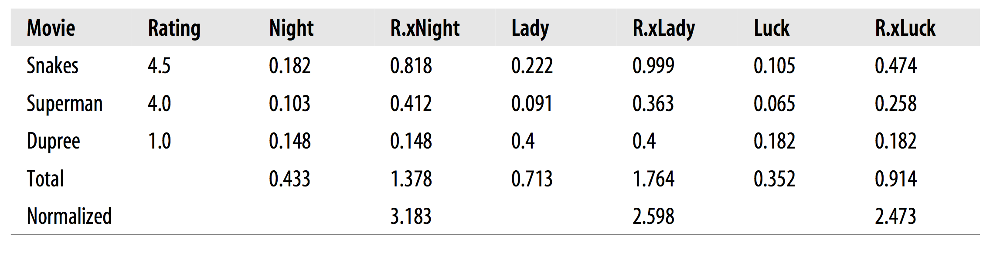 Movie Rating Night R.xNight Lady R.xLady Luck R.xLuck
Snakes 4.5 0.182 0.818 0.222 0.999 0.105 0.474
Superman 4.0 0.103 0.412 0.091 0.363 0.065 0.258
Dupree 1.0 0.148 0.148 0.4 0.4 0.182 0.182
Total 0.433 1.378 0.713 1.764 0.352 0.914
Normalized 3.183 2.598 2.473